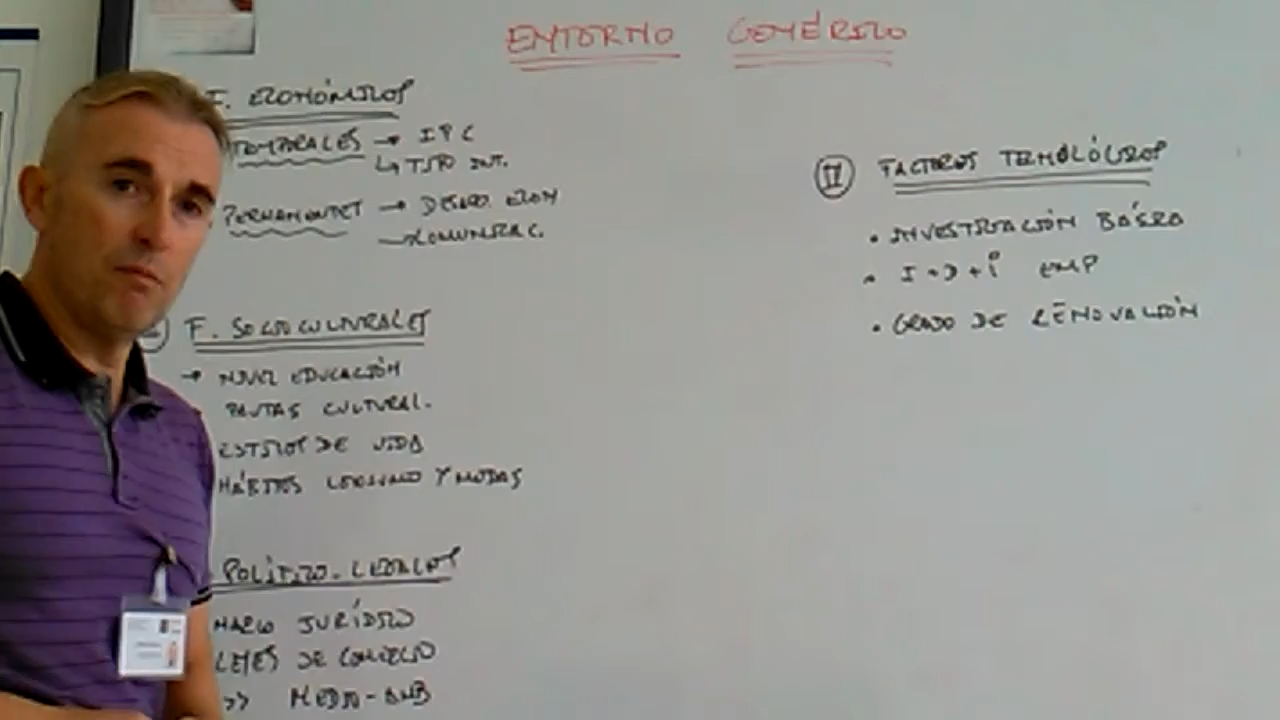 ENTORNO GENÉRICO
F. ECONÓMICOS
TEMPORALES → IPC
↳ TIPO INT.
PERMANENTES → DESARR. ECON
COMUNICAC.
F. SOCIOCULTURALES
→ NIVEL EDUCACIÓN
PAUTAS CULTURAL.
ESTILOS DE VIDA
HÁBITOS CONSUMO Y MODAS
POLÍTICO-LEGALES
MARCO JURÍDICO
LEYES DE COMERCIO
>> MEDIO-AMB
II FACTORES TECNOLÓGICOS
• INVESTIGACIÓN BÁSICA
• I+D+i EMP
• GRADO DE RENOVACIÓN